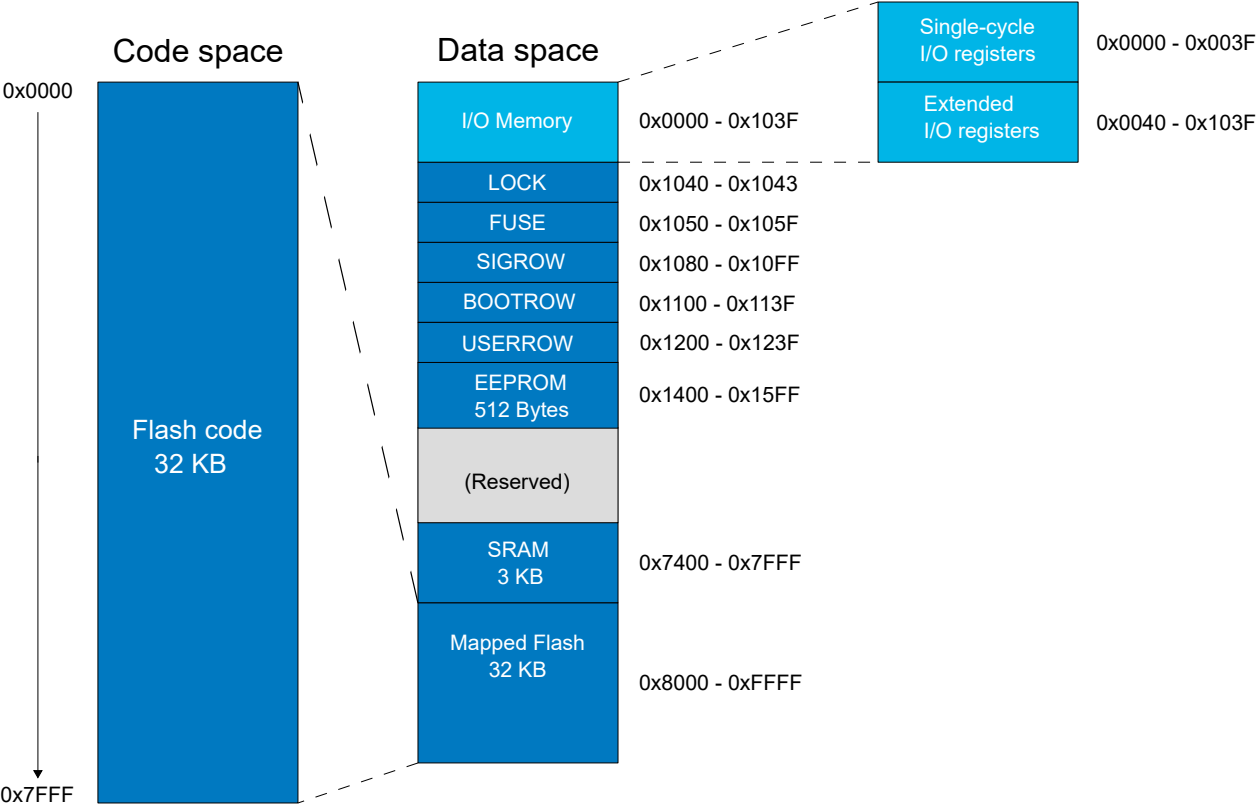 Code space
0x0000
Flash code
32 KB
0x7FFF
Data space
I/O Memory
0x0000 - 0x103F
LOCK
0x1040 - 0x1043
FUSE
0x1050 - 0x105F
SIGROW
0x1080 - 0x10FF
BOOTROW
0x1100 - 0x113F
USERROW
0x1200 - 0x123F
EEPROM
512 Bytes
0x1400 - 0x15FF
(Reserved)
SRAM
3 KB
0x7400 - 0x7FFF
Mapped Flash
32 KB
0x8000 - 0xFFFF
Single-cycle
I/O registers
0x0000 - 0x003F
Extended
I/O registers
0x0040 - 0x103F